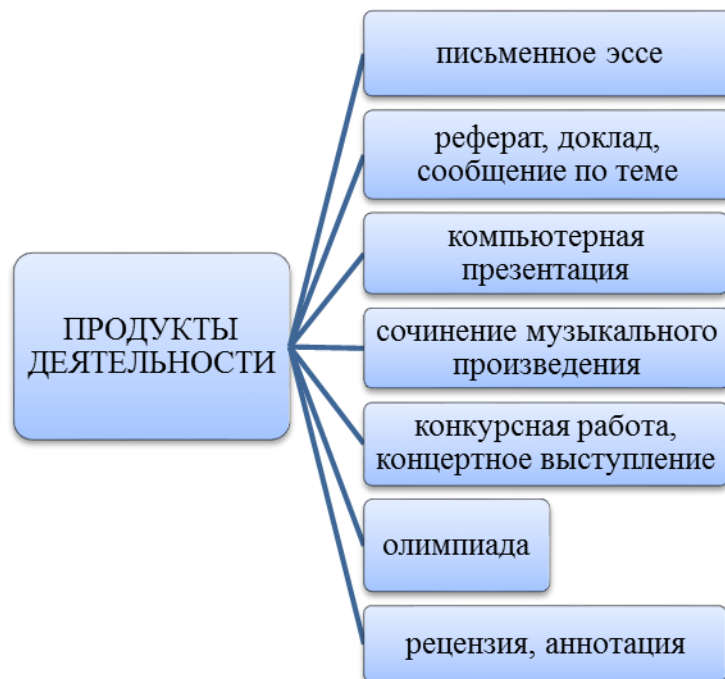 ПРОДУКТЫ
ДЕЯТЕЛЬНОСТИ
письменное эссе
реферат, доклад,
сообщение по теме
компьютерная
презентация
сочинение музыкального
произведения
конкурсная работа,
концертное выступление
олимпиада
рецензия, аннотация